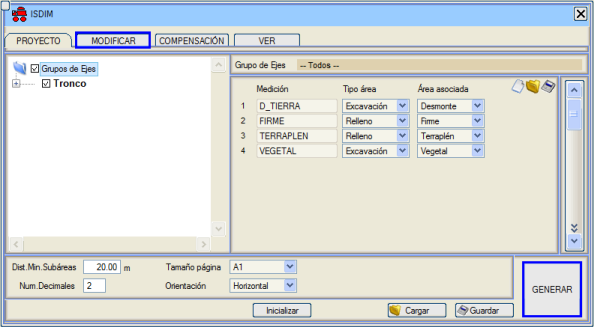 ISDIM
PROYECTO MODIFICAR COMPENSACIÓN VER
Grupos de Ejes
Tronco
Grupo de Ejes -- Todos --
Medición Tipo área Área asociada
1 D_TIERRA Excavación Desmonte
2 FIRME Relleno Firme
3 TERRAPLEN Relleno Terraplén
4 VEGETAL Excavación Vegetal
Dist.Min.Subáreas 20.00 m Tamaño página A1
Num.Decimales 2 Orientación Horizontal
GENERAR
Inicializar Cargar Guardar